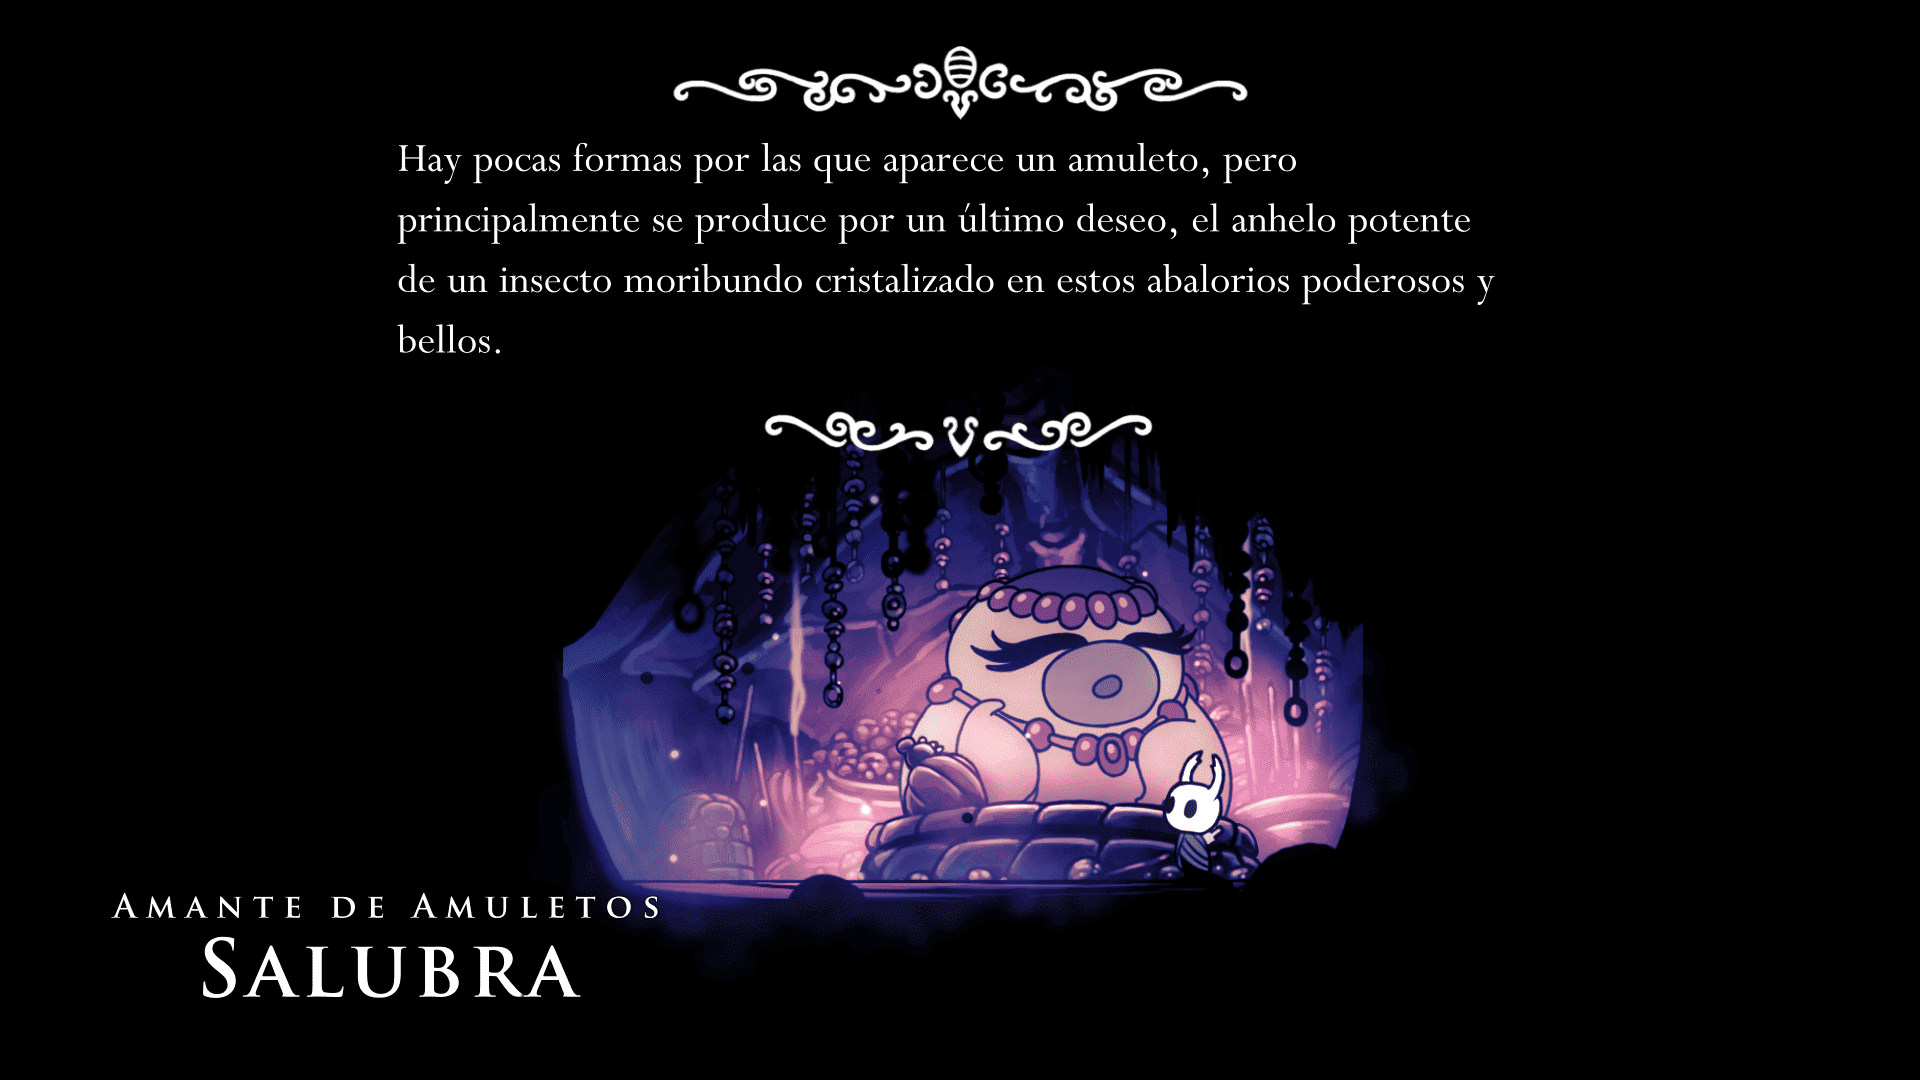 Hay pocas formas por las que aparece un amuleto, pero
principalmente se produce por un último deseo, el anhelo potente
de un insecto moribundo cristalizado en estos abalorios poderosos y
bellos.
Amante de Amuletos
Salubra